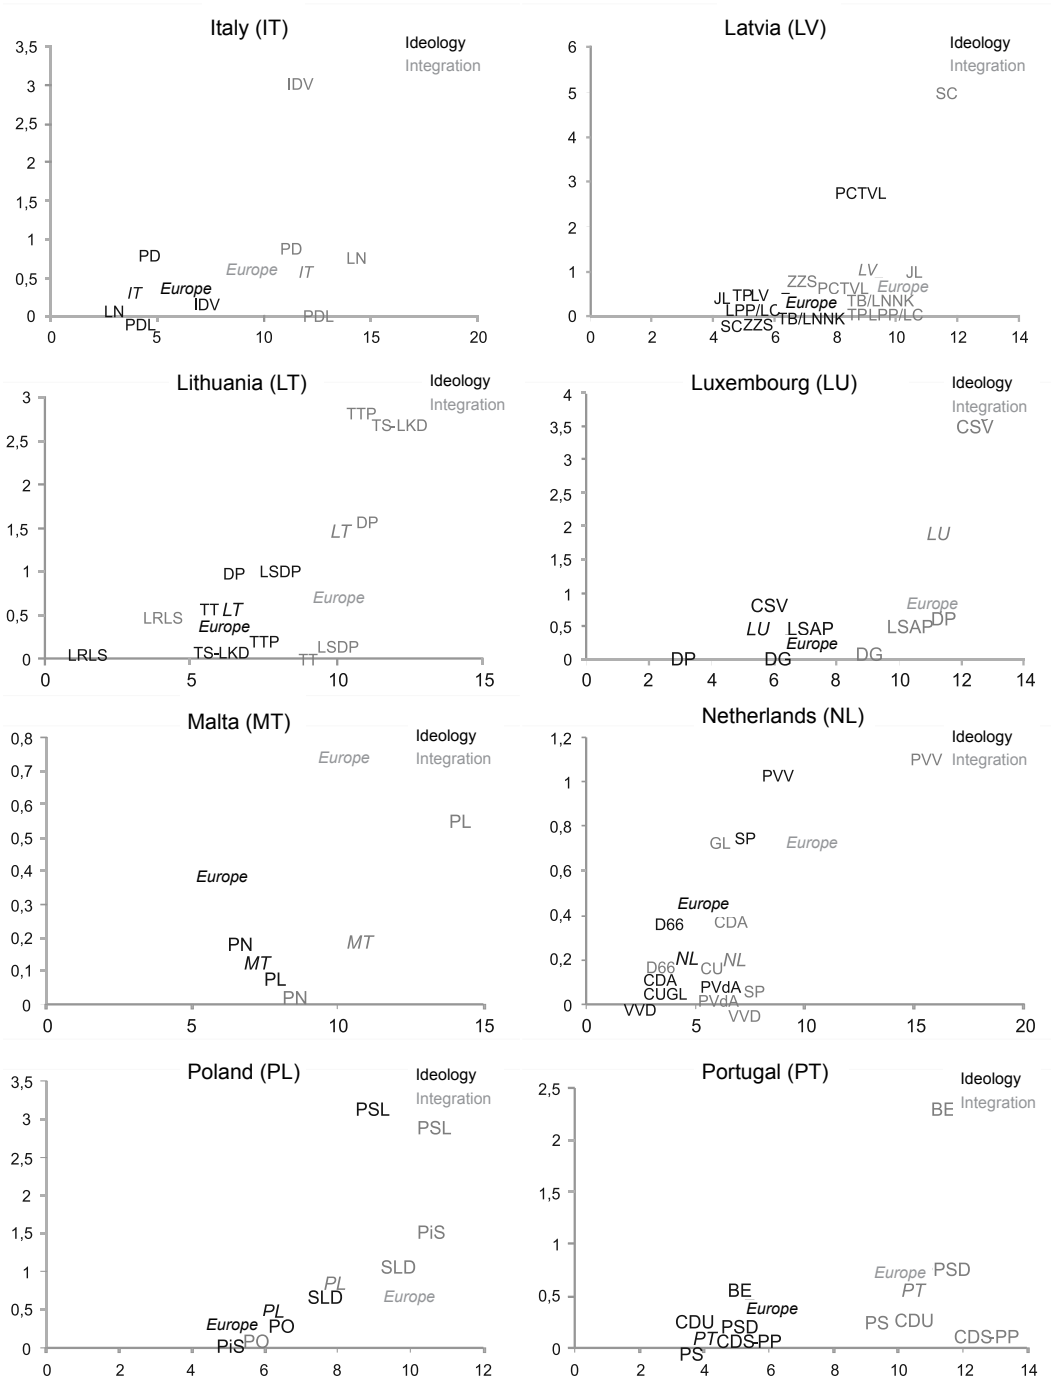 Italy (IT)
Ideology
Integration
3,5
3
2,5
2
1,5
1
0,5
0
IDV
PD
LN
Europe
IT
PD
Europe
IT
IDV
LN
PDL
PDL
0 5 10 15 20
Latvia (LV)
Ideology
Integration
6
5
4
3
2
1
0
SC
PCTVL
LV
JL
ZZS
PCTVL
Europe
JL
TP
LV
Europe
TB/LNNK
LPP/LC
TB/LNNK
TP
LPP/LC
SC
ZZS
0 2 4 6 8 10 12 14
Lithuania (LT)
Ideology
Integration
3
2,5
2
1,5
1
0,5
0
TTP
TS-LKD
LT
DP
DP
LSDP
Europe
LRLS
TT
LT
Europe
TTP
LSDP
LRLS
TS-LKD
TT
0 5 10 15
Luxembourg (LU)
Ideology
Integration
4
3,5
3
2,5
2
1,5
1
0,5
0
CSV
LU
CSV
Europe
LU
LSAP
LSAP
DP
Europe
DP
DG
DG
0 2 4 6 8 10 12 14
Malta (MT)
Ideology
Integration
0,8
0,7
0,6
0,5
0,4
0,3
0,2
0,1
0
Europe
PL
Europe
PN
MT
MT
PL
PN
0 5 10 15
Netherlands (NL)
Ideology
Integration
1,2
1
0,8
0,6
0,4
0,2
0
PVV
PVV
GL
SP
Europe
Europe
D66
CDA
NL
NL
D66
CU
CDA
PVdA
SP
CU
GL
PVdA
VVD
VVD
0 5 10 15 20
Poland (PL)
Ideology
Integration
3,5
3
2,5
2
1,5
1
0,5
0
PSL
PSL
PiS
SLD
PL
SLD
Europe
PL
Europe
PO
PiS
PO
0 2 4 6 8 10 12
Portugal (PT)
Ideology
Integration
2,5
2
1,5
1
0,5
0
BE
Europe
PSD
PT
BE
Europe
CDU
PSD
PS
CDU
PT
CDS-PP
CDS-PP
PS
0 2 4 6 8 10 12 14